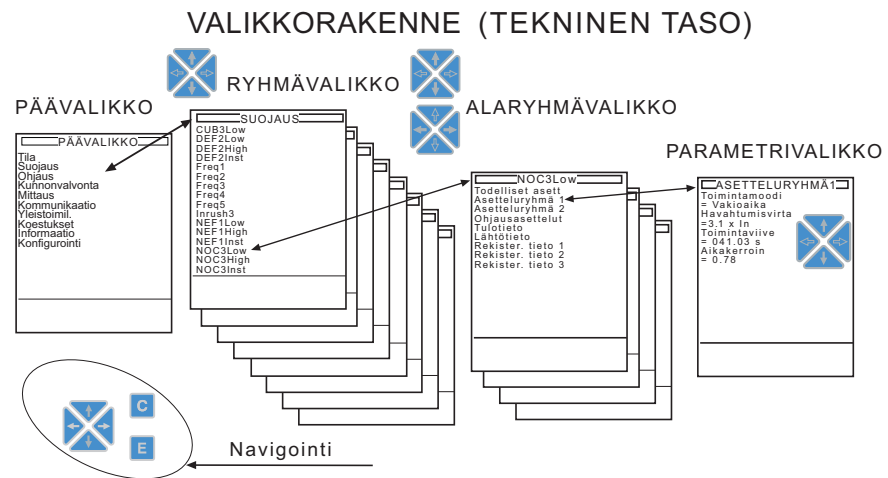 VALIKKORAKENNE (TEKNINEN TASO)
PÄÄVALIKKO
RYHMÄVALIKKO
ALARYHMÄVALIKKO
PARAMETRIVALIKKO
PÄÄVALIKKO
Tila
Suojaus
Ohjaus
Kunnonvalvonta
Mittaus
Kommunikaatio
Yleistoimil.
Koestukset
Informaatio
Konfigurointi
SUOJAUS
CUB3Low
DEF2Low
DEF2High
DEF2Inst
Freq1
Freq2
Freq3
Freq4
Freq5
Inrush3
NEF1Low
NEF1High
NEF1Inst
NOC3Low
NOC3High
NOC3Inst
NOC3Low
Todelliset asett
Asetteluryhmä 1
Asetteluryhmä 2
Ohjausasettelut
Tulotieto
Lähtötieto
Rekister. tieto 1
Rekister. tieto 2
Rekister. tieto 3
ASETTELURYHMÄ1
Toimintamoodi
= Vakioaika
Havahtumisvirta
=3.1 x In
Toimintaviive
= 041.03 s
Aikakerroin
= 0.78
C
E
Navigointi